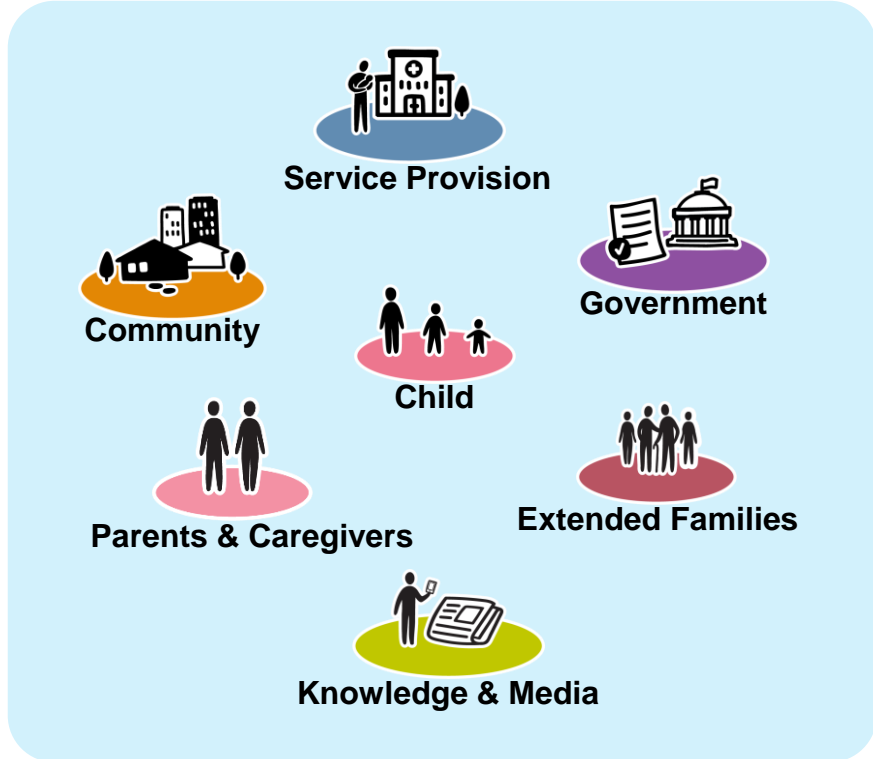 Service Provision
Government
Community
Child
Extended Families
Parents & Caregivers
Knowledge & Media